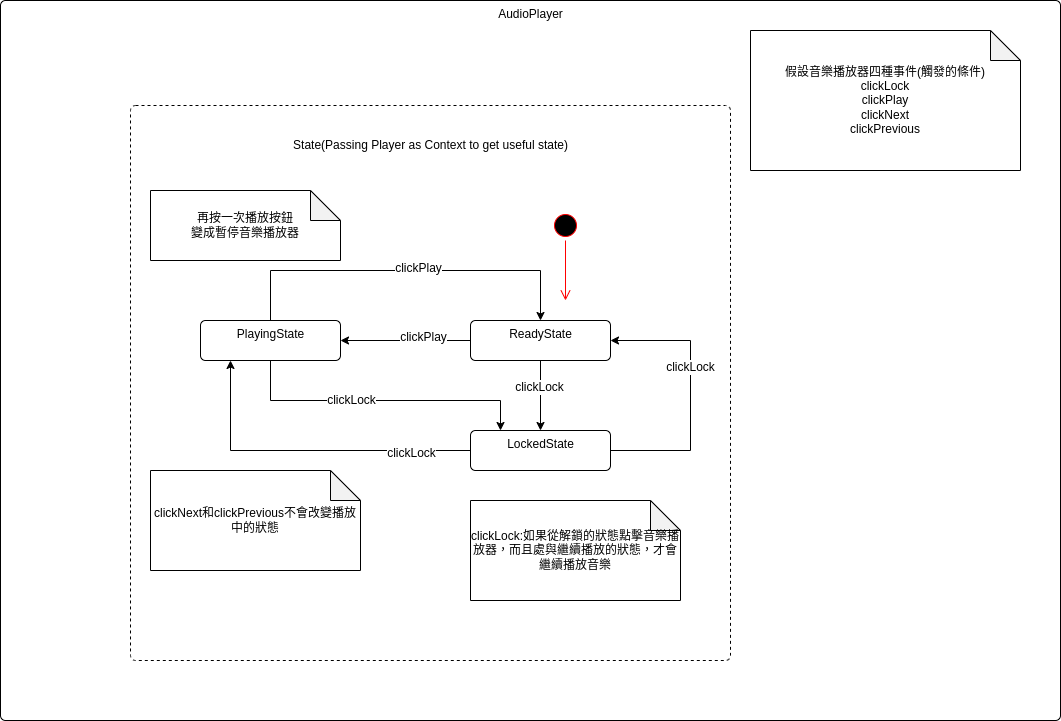 AudioPlayer
假設音樂播放器四種事件(觸發的條件)
clickLock
clickPlay
clickNext
clickPrevious
State(Passing Player as Context to get useful state)
再按一次播放按鈕
變成暫停音樂播放器
clickPlay
PlayingState
clickPlay
ReadyState
clickLock
clickLock
clickLock
clickLock
LockedState
clickNext和clickPrevious不會改變播放
中的狀態
clickLock:如果從解鎖的狀態點擊音樂播
放器，而且處與繼續播放的狀態，才會
繼續播放音樂